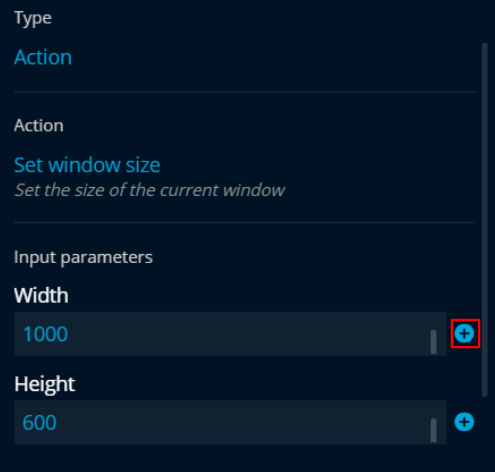 Type
Action
Action
Set window size
Set the size of the current window
Input parameters
Width
1000
Height
600